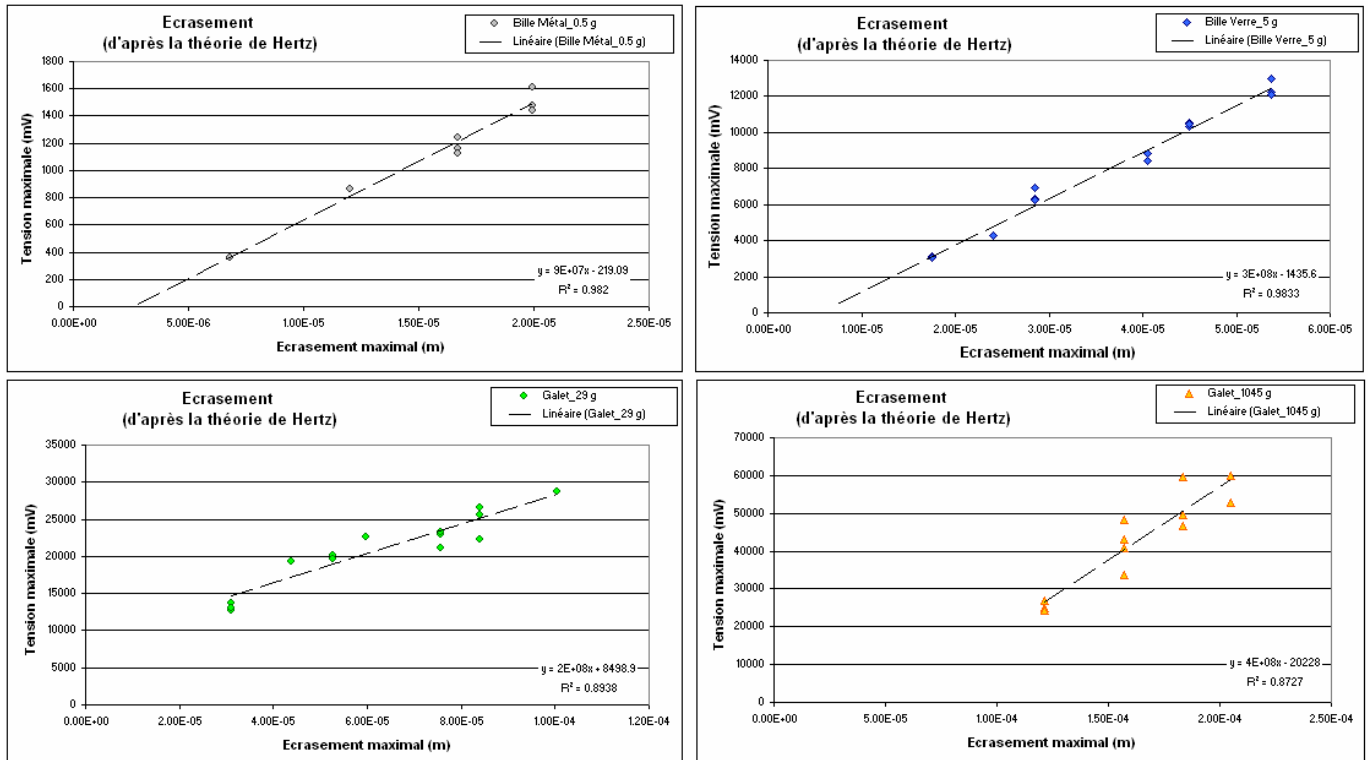 Ecrasement
(d'après la théorie de Hertz)
Bille Métal_0.5 g
Linéaire (Bille Métal_0.5 g)
Tension maximale (mV)
1800
1600
1400
1200
1000
800
600
400
200
0
y = 9E+07x - 219.09
R² = 0.982
0.00E+00 5.00E-06 1.00E-05 1.50E-05 2.00E-05 2.50E-05
Ecrasement maximal (m)
Ecrasement
(d'après la théorie de Hertz)
Bille Verre_5 g
Linéaire (Bille Verre_5 g)
Tension maximale (mV)
14000
12000
10000
8000
6000
4000
2000
0
y = 3E+08x - 1435.6
R² = 0.9833
0.00E+00 1.00E-05 2.00E-05 3.00E-05 4.00E-05 5.00E-05 6.00E-05
Ecrasement maximal (m)
Ecrasement
(d'après la théorie de Hertz)
Galet_29 g
Linéaire (Galet_29 g)
Tension maximale (mV)
35000
30000
25000
20000
15000
10000
5000
0
y = 2E+08x + 8498.9
R² = 0.8938
0.00E+00 2.00E-05 4.00E-05 6.00E-05 8.00E-05 1.00E-04 1.20E-04
Ecrasement maximal (m)
Ecrasement
(d'après la théorie de Hertz)
Galet_1045 g
Linéaire (Galet_1045 g)
Tension maximale (mV)
70000
60000
50000
40000
30000
20000
10000
0
y = 4E+08x - 20228
R² = 0.8727
0.00E+00 5.00E-05 1.00E-04 1.50E-04 2.00E-04 2.50E-04
Ecrasement maximal (m)